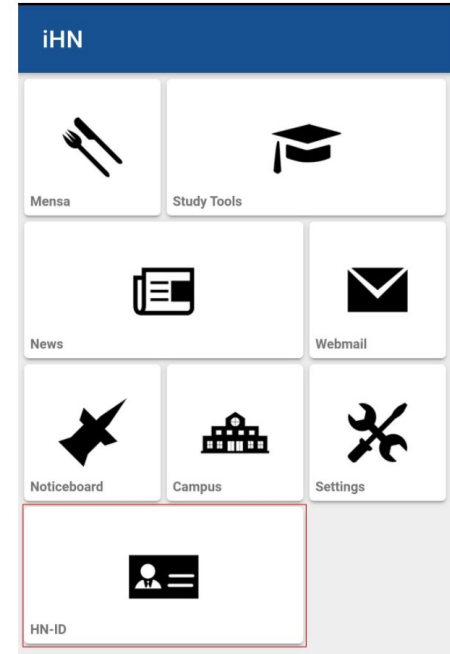 iHN
Mensa
Study Tools
News
Webmail
Noticeboard
Campus
Settings
HN-ID